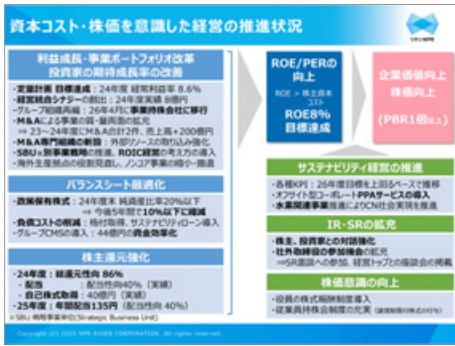 資本コスト・株価を意識した経営の推進状況
利益成長・事業ポートフォリオ改革
投資家の期待成長率の改善
・定量計画 目標達成:24年度 経常利益率 8.6%
・経営統合シナジーの創出:24年度実績 8億円
・グループ組織再編:26年4月に事業持株会社に移行
・M&Aによる事業の質・量両面の拡充
⇒ 23~24年度にM&A合計2件、売上高+200億円
・M&A専門組織の新設:外部リソースの取り込み強化
・SBU※別事業戦略の推進、ROIC経営の考え方の導入
・海外生産拠点の役割見直し、ノンコア事業の縮小・撤退
バランスシート最適化
・政策保有株式:24年度末 純資産比率20%以下
⇒ 今後5年間で10%以下に縮減
・負債コストの削減:格付取得、サステナビリティローン導入
・グループCMSの導入:44億円の資金効率化
株主還元強化
・24年度:総還元性向 86%
- 配当 :配当性向40%(実績)
- 自己株式取得:40億円(実績)
・25年度:年間配当135円(配当性向 40%)
※SBU:戦略事業単位(Strategic Business Unit)
ROE/PERの
向上
ROE > 株主資本
コスト
ROE8%
目標達成
企業価値向上
株価向上
(PBR1倍以上)
サステナビリティ経営の推進
・各種KPI:26年度目標を上回るペースで推移
・オフサイト型コーポレートPPAサービスの導入
・水素関連事業推進によりCN社会実現を推進
IR・SRの拡充
・株主、投資家との対話強化
・社外取締役の参加機会の拡充
⇒SR面談への参加、経営トップとの座談会の掲載
株価意識の向上
・役員の株式報酬制度導入
・従業員持株会制度の充実
Copyright (C) 2025 NPR-RIKEN CORPORATION. All rights reserved.